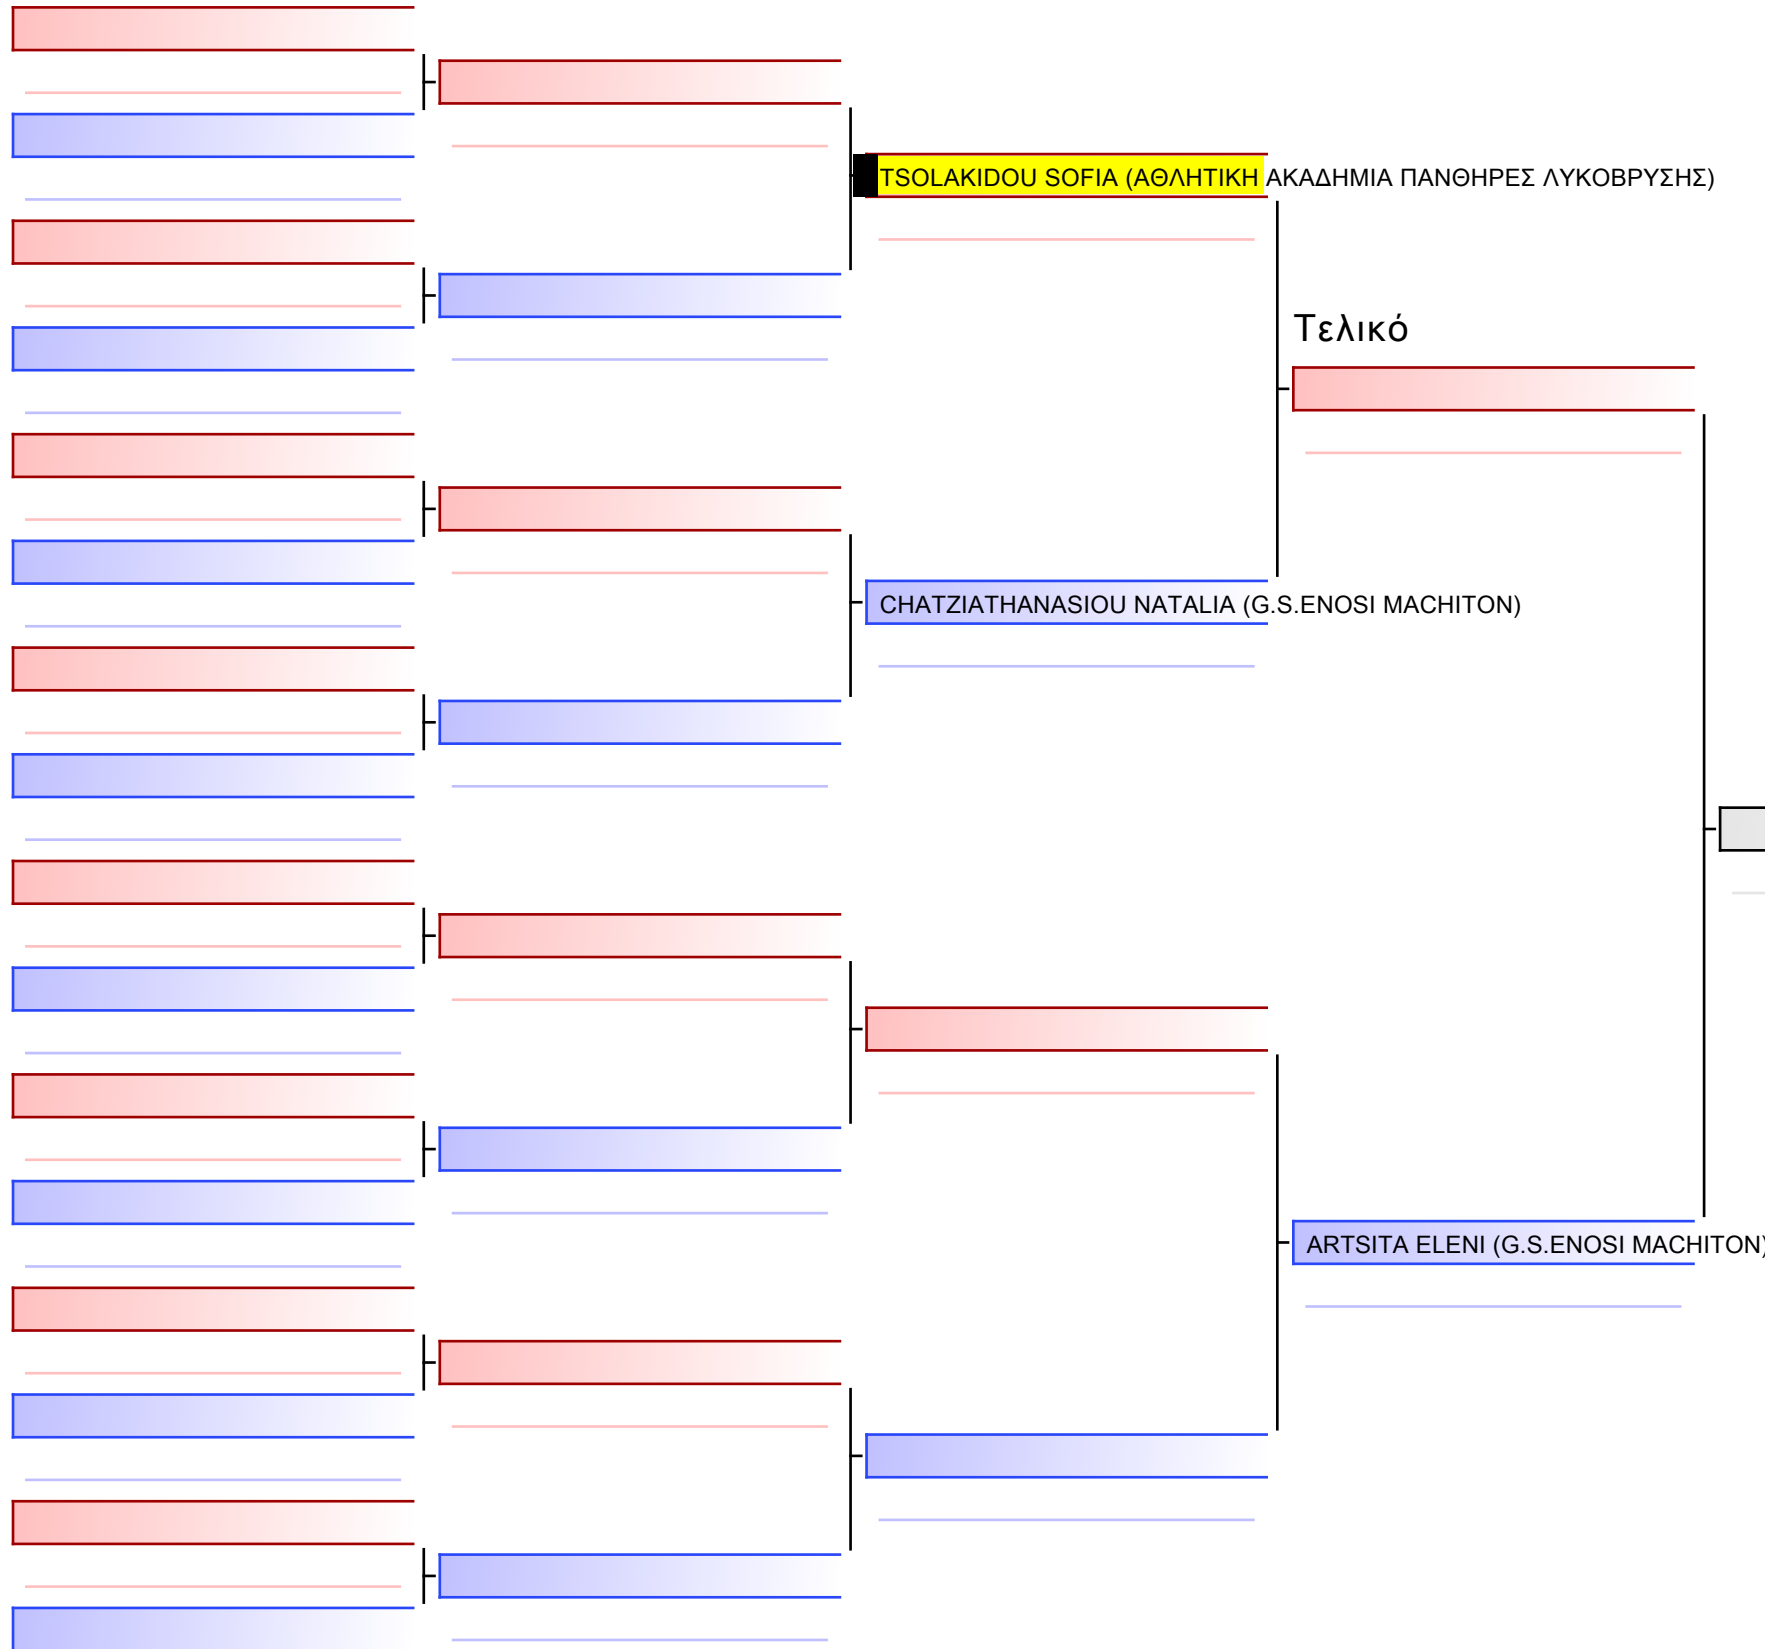 TSOLAKIDOU SOFIA (ΑΘΛΗΤΙΚΗ ΑΚΑΔΗΜΙΑ ΠΑΝΘΗΡΕΣ ΛΥΚΟΒΡΥΣΗΣ)
Τελικό
CHATZIATHANASIOU NATALIA (G.S.ENOSI MACHITON)
ARTSITA ELENI (G.S.ENOSI MACHITON)